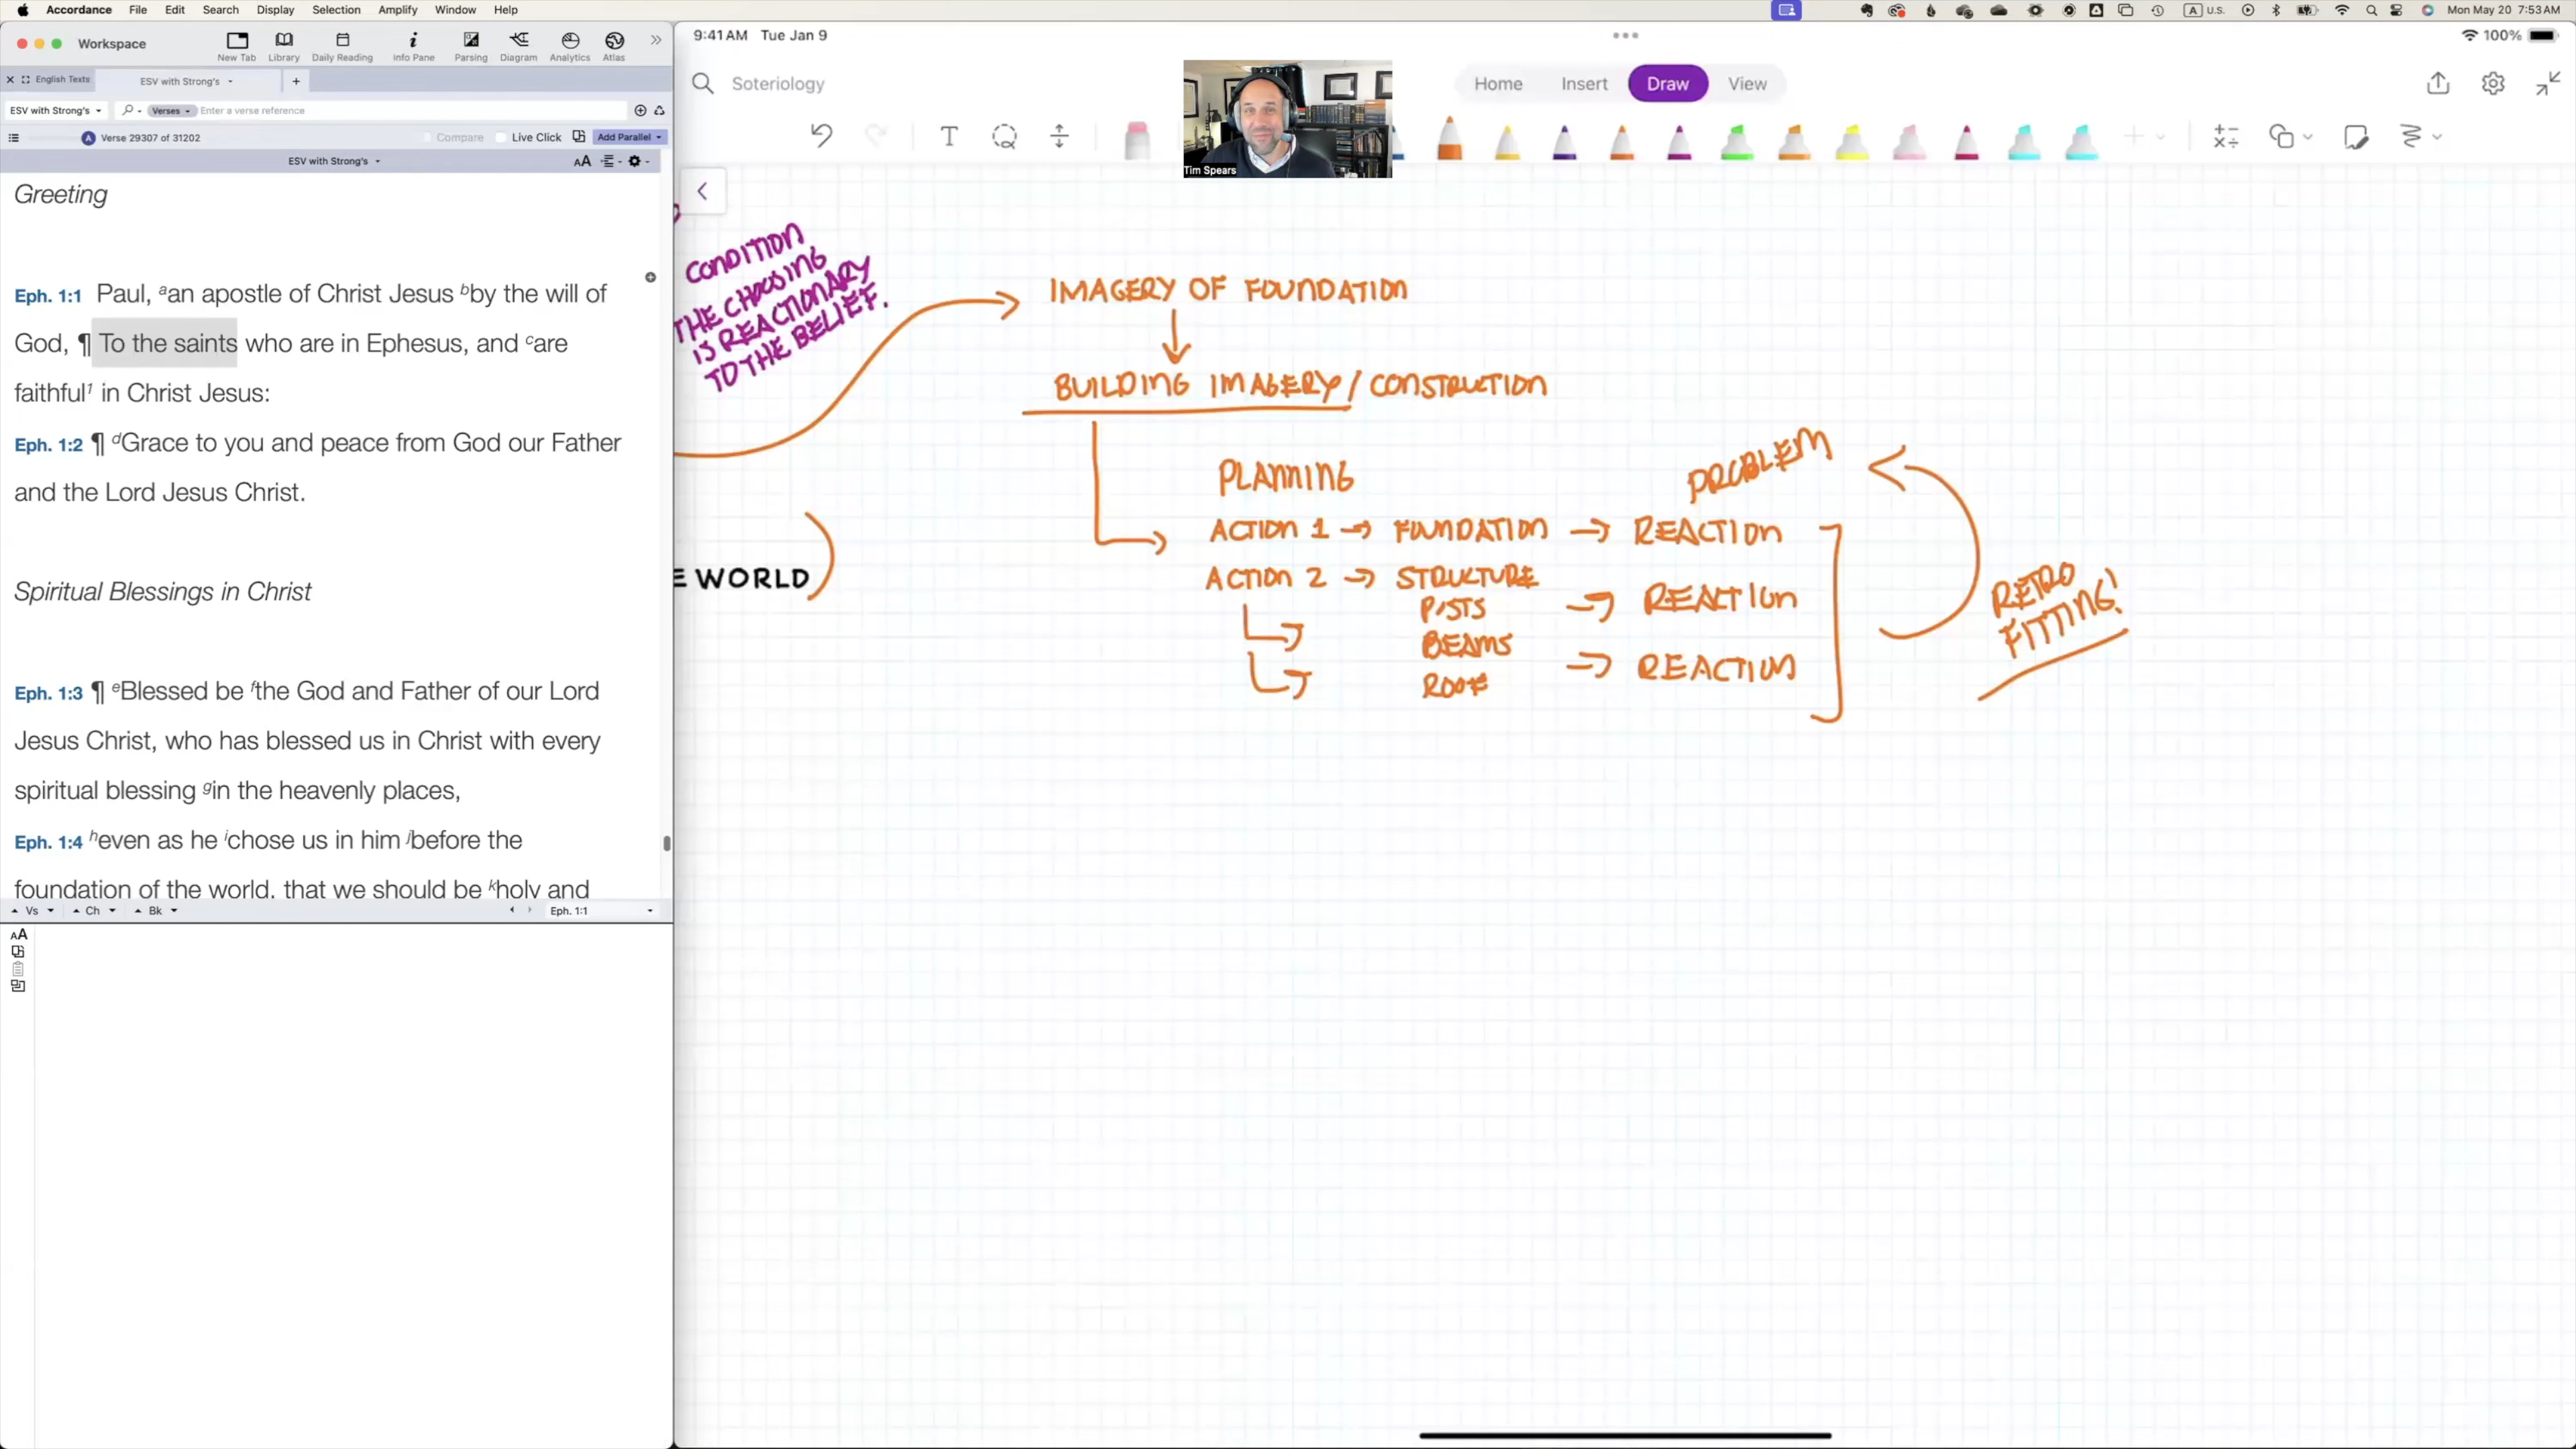 Accordance File Edit Search Display Selection Amplify Window Help
A U.S. Mon May 20 7:53 AM
Workspace
New Tab Library Daily Reading Info Pane Parsing Diagram Analytics Atlas
English Texts ESV with Strong's
ESV with Strong's Verses Enter a verse reference
A Verse 29307 of 31202 Compare Live Click Add Parallel
ESV with Strong's AA
Greeting
Eph. 1:1 Paul, aan apostle of Christ Jesus bby the will of
God, ¶ To the saints who are in Ephesus, and care
faithful1 in Christ Jesus:
Eph. 1:2 ¶ dGrace to you and peace from God our Father
and the Lord Jesus Christ.
Spiritual Blessings in Christ
Eph. 1:3 ¶ eBlessed be fthe God and Father of our Lord
Jesus Christ, who has blessed us in Christ with every
spiritual blessing gin the heavenly places,
Eph. 1:4 heven as he ichose us in him jbefore the
foundation of the world, that we should be kholy and
Vs Ch Bk Eph. 1:1
AA
9:41 AM Tue Jan 9
100%
Soteriology
Home Insert Draw View
T
Tim Spears
CONDITION
THE CHOOSING
IS REACTIONARY
TO THE BELIEF.
E WORLD
IMAGERY OF FOUNDATION
BUILDING IMAGERY / CONSTRUCTION
PLANNING
PROBLEM
ACTION 1 → FOUNDATION → REACTION
ACTION 2 → STRUCTURE
POSTS → REACTION
BEAMS
→ REACTION
ROOF
RETRO
FITTING!